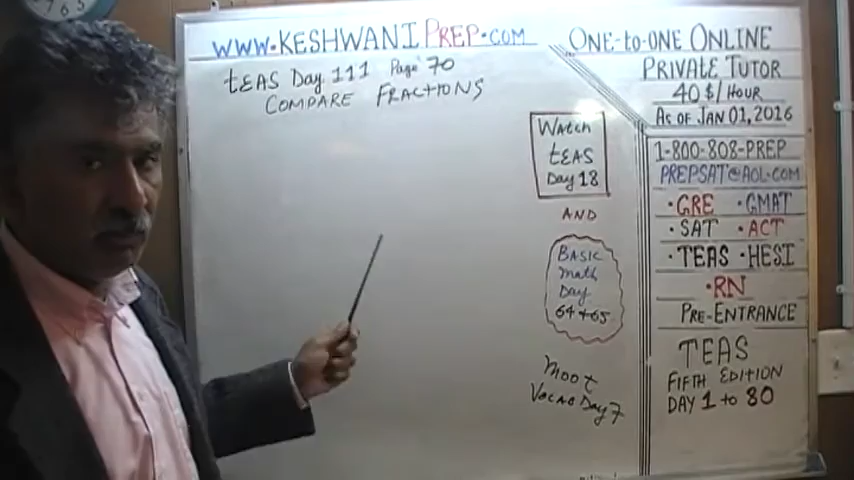 WWW.KESHWANIPREP.COM
tEAS Day 111 Page 70
COMPARE FRACTIONS
Watch
tEAS
Day 18
AND
BASIC
math
Day
64 + 65
Moot
VOCAB Day 7
ONE-to-ONE ONLINE
PRIVATE TUTOR
40 $/HOUR
AS OF JAN 01, 2016
1-800-808-PREP
PREPSAT@AOL.COM
•GRE •GMAT
•SAT •ACT
•TEAS •HESI
•RN
PRE-ENTRANCE
TEAS
FIFTH EDITION
DAY 1 to 80